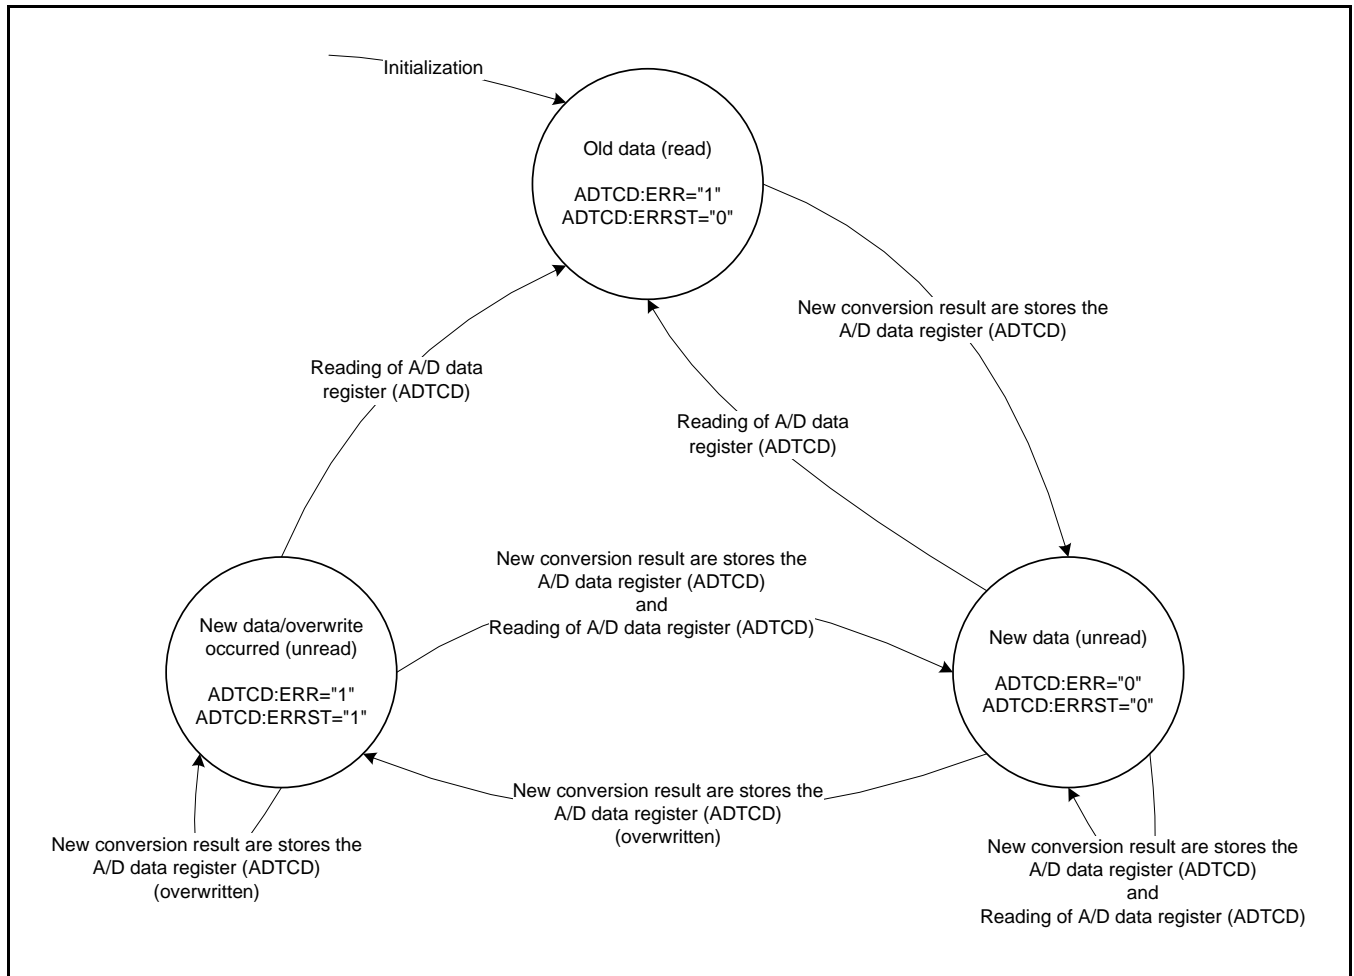 Initialization
Old data (read)
ADTCD:ERR="1"
ADTCD:ERRST="0"
New conversion result are stores the
A/D data register (ADTCD)
Reading of A/D data
register (ADTCD)
Reading of A/D data
register (ADTCD)
New conversion result are stores the
A/D data register (ADTCD)
and
Reading of A/D data register (ADTCD)
New data/overwrite
occurred (unread)
ADTCD:ERR="1"
ADTCD:ERRST="1"
New data (unread)
ADTCD:ERR="0"
ADTCD:ERRST="0"
New conversion result are stores the
A/D data register (ADTCD)
(overwritten)
New conversion result are stores the
A/D data register (ADTCD)
(overwritten)
New conversion result are stores the
A/D data register (ADTCD)
and
Reading of A/D data register (ADTCD)